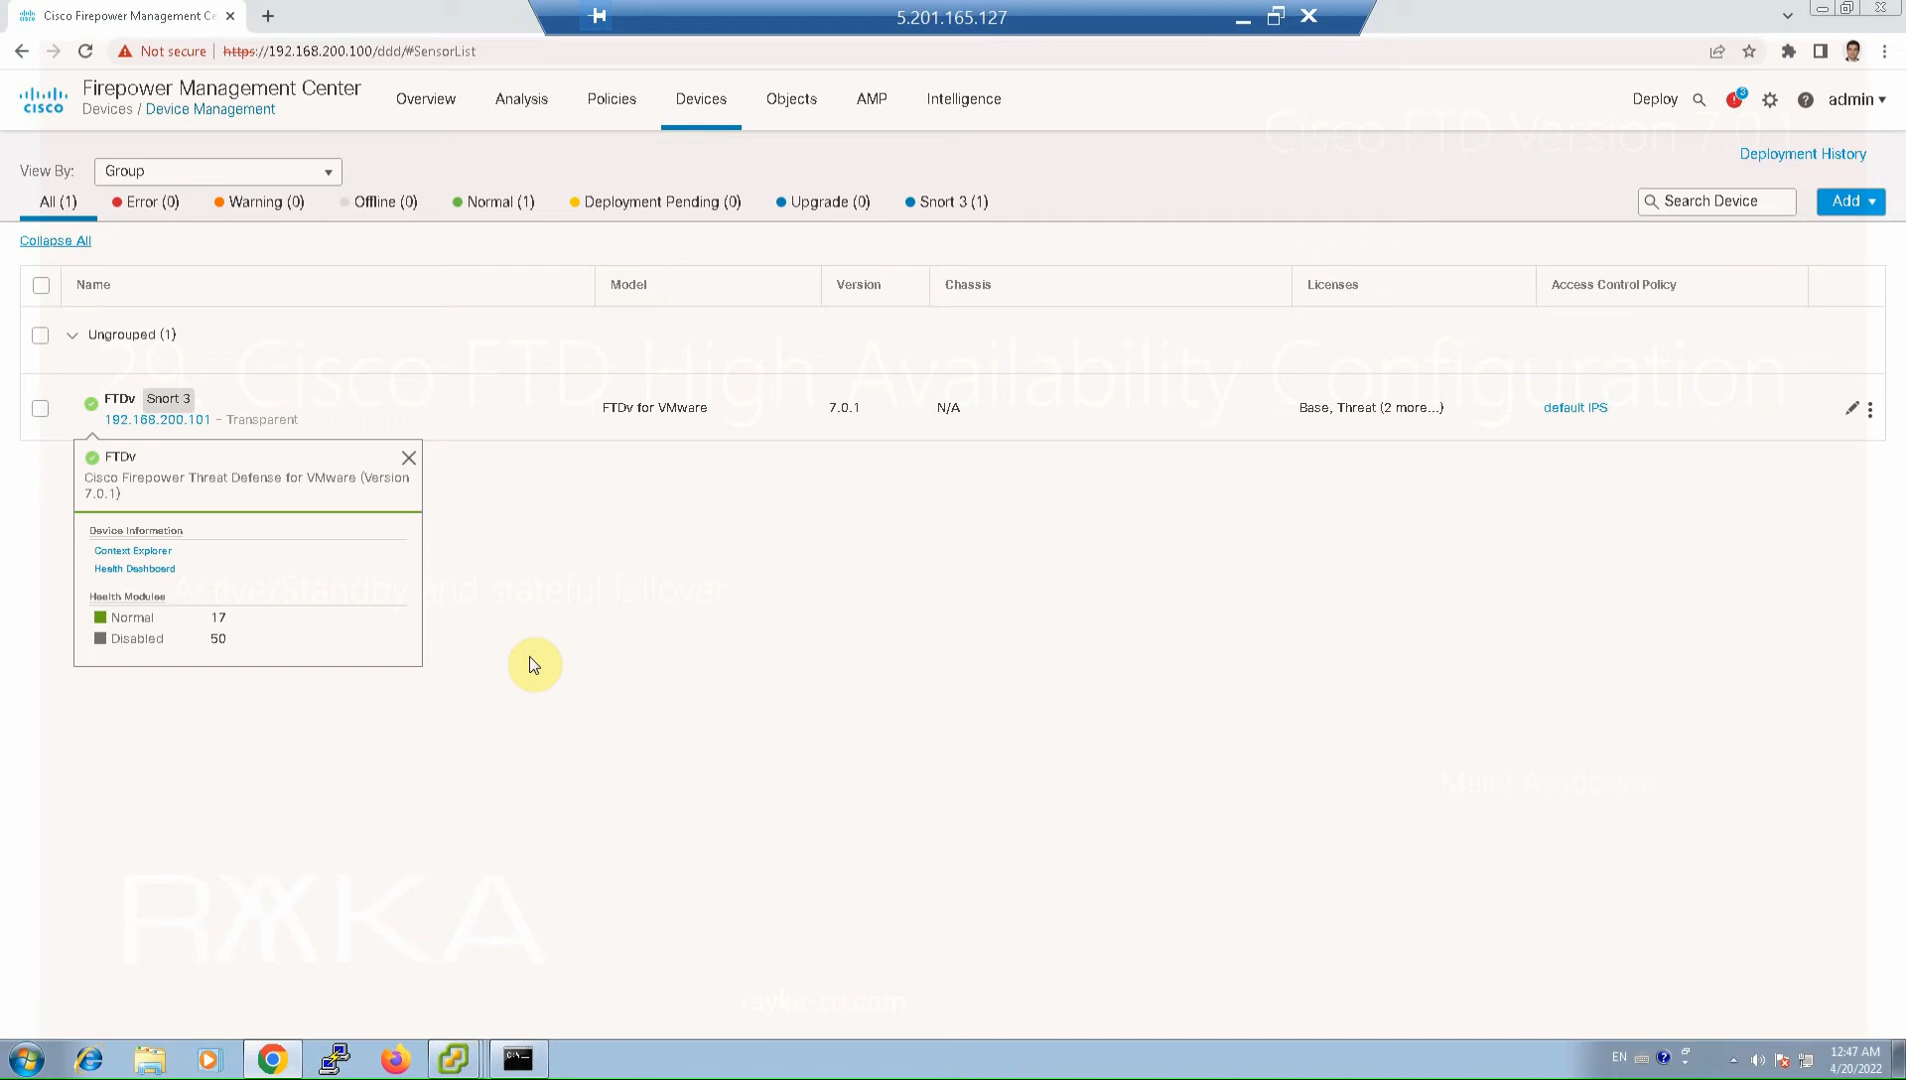 Cisco Firepower Management Ce
5.201.165.127
Not secure https://192.168.200.100/ddd/#SensorList
Firepower Management Center
Devices / Device Management
Overview Analysis Policies Devices Objects AMP Intelligence
Deploy 3 admin
cisco
Cisco FTD Version 7.0.1
Deployment History
View By: Group
All (1) Error (0) Warning (0) Offline (0) Normal (1) Deployment Pending (0) Upgrade (0) Snort 3 (1)
Search Device Add
Collapse All
Name Model Version Chassis Licenses Access Control Policy
Ungrouped (1)
29. Cisco FTD High Availability Configuration
FTDv Snort 3
192.168.200.101 - Transparent
FTDv for VMware 7.0.1 N/A Base, Threat (2 more...) default IPS
FTDv
Cisco Firepower Threat Defense for VMware (Version
7.0.1)
Device Information
Context Explorer
Health Dashboard
Active/Standby and stateful failover
Health Modules
Normal 17
Disabled 50
RAYKA
EN
12:47 AM
4/20/2022